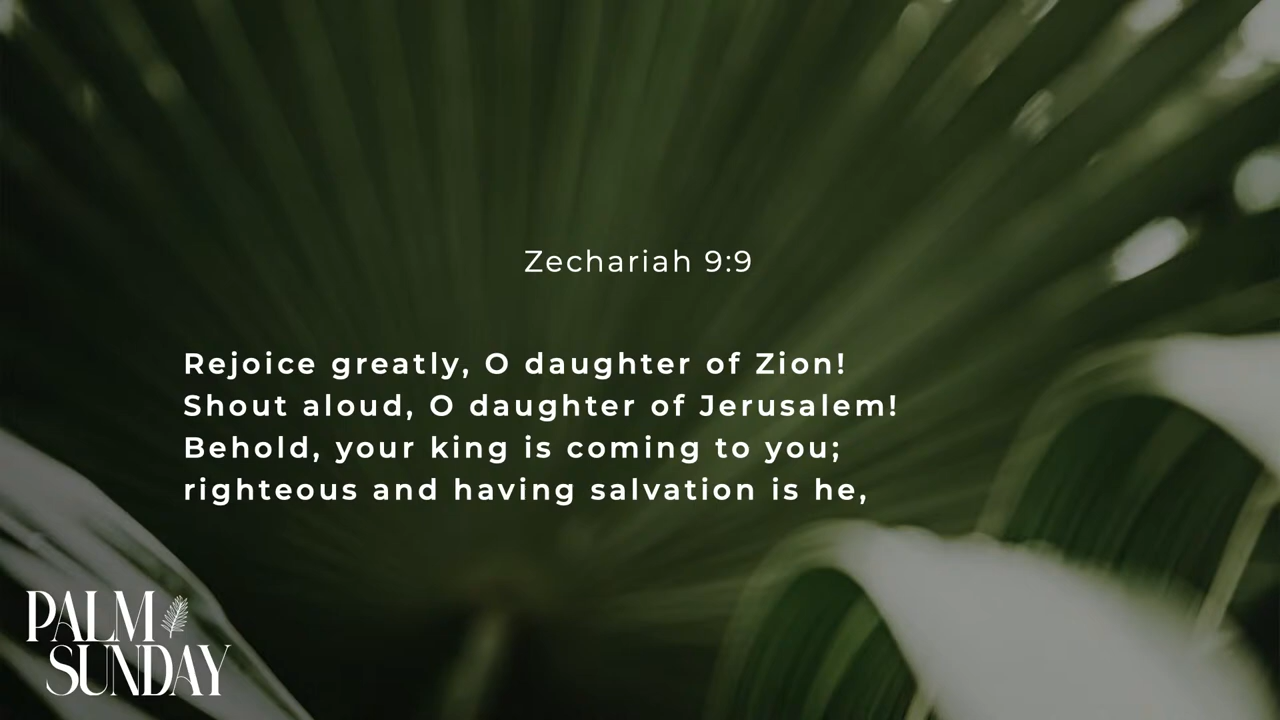 Zechariah 9:9
Rejoice greatly, O daughter of Zion!
Shout aloud, O daughter of Jerusalem!
Behold, your king is coming to you;
righteous and having salvation is he,
PALM
SUNDAY